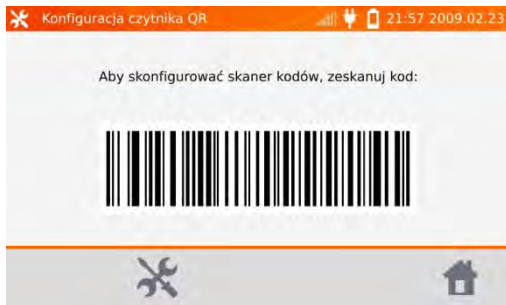 Konfiguracja czytnika QR 21:57 2009.02.23
Aby skonfigurować skaner kodów, zeskanuj kod: